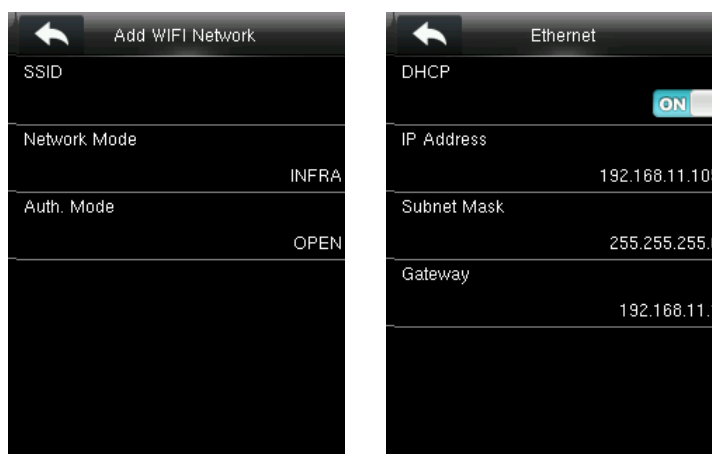 Add WIFI Network
SSID
Network Mode
INFRA
Auth. Mode
OPEN
Ethernet
DHCP
ON
IP Address
192.168.11.10
Subnet Mask
255.255.255.
Gateway
192.168.11.